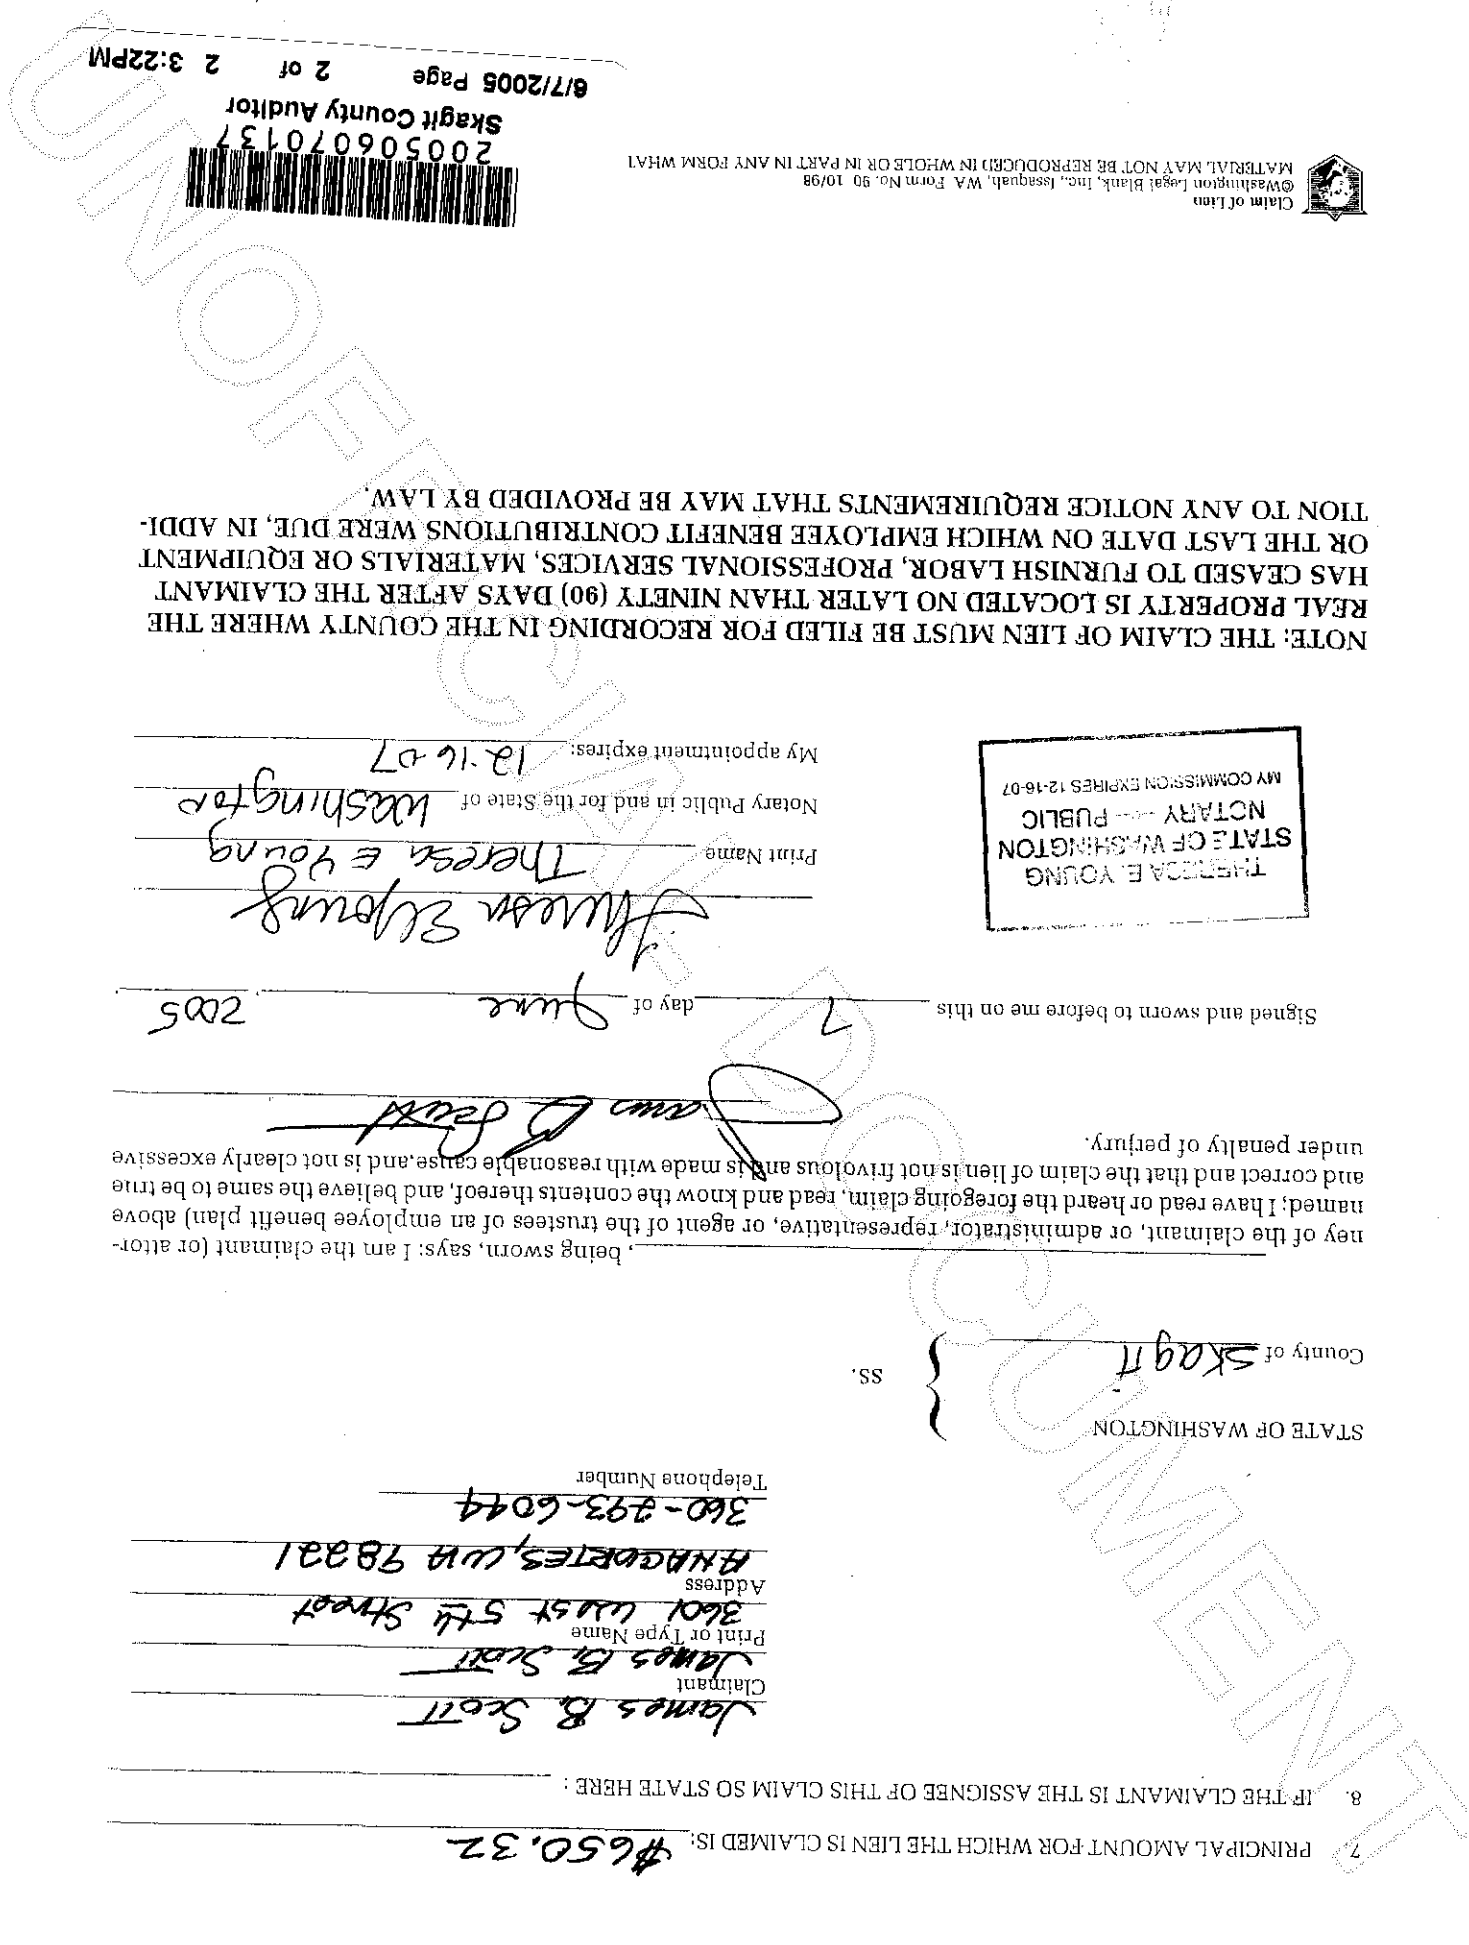 7. PRINCIPAL AMOUNT FOR WHICH THE LIEN IS CLAIMED IS: $650.32
8. IF THE CLAIMANT IS THE ASSIGNEE OF THIS CLAIM SO STATE HERE :
James B. Scott
Claimant
James B. Scott
Print or Type Name
3601 West 5th Street
Address
ANACORTES, WA 98221
360-293-6044
Telephone Number
STATE OF WASHINGTON
SS.
County of Skagit
, being sworn, says: I am the claimant (or attor-
ney of the claimant, or administrator, representative, or agent of the trustees of an employee benefit plan) above
named; I have read or heard the foregoing claim, read and know the contents thereof, and believe the same to be true
and correct and that the claim of lien is not frivolous and is made with reasonable cause, and is not clearly excessive
under penalty of perjury.
James B Scott
Signed and sworn to before me on this 7 day of June, 2005.
Theresa E Young
Print Name Theresa E Young
Notary Public in and for the State of Washington
My appointment expires: 12-16-07
THERESA E. YOUNG
STATE OF WASHINGTON
NOTARY --- PUBLIC
MY COMMISSION EXPIRES 12-16-07
NOTE: THE CLAIM OF LIEN MUST BE FILED FOR RECORDING IN THE COUNTY WHERE THE
REAL PROPERTY IS LOCATED NO LATER THAN NINETY (90) DAYS AFTER THE CLAIMANT
HAS CEASED TO FURNISH LABOR, PROFESSIONAL SERVICES, MATERIALS OR EQUIPMENT
OR THE LAST DATE ON WHICH EMPLOYEE BENEFIT CONTRIBUTIONS WERE DUE, IN ADDI-
TION TO ANY NOTICE REQUIREMENTS THAT MAY BE PROVIDED BY LAW.
Claim of Lien
©Washington Legal Blank, Inc., Issaquah, WA Form No. 90 10/98
MATERIAL MAY NOT BE REPRODUCED IN WHOLE OR IN PART IN ANY FORM WHAT
200506070137
Skagit County Auditor
6/7/2005 Page 2 of 2 3:22PM
UNOFFICIAL DOCUMENT